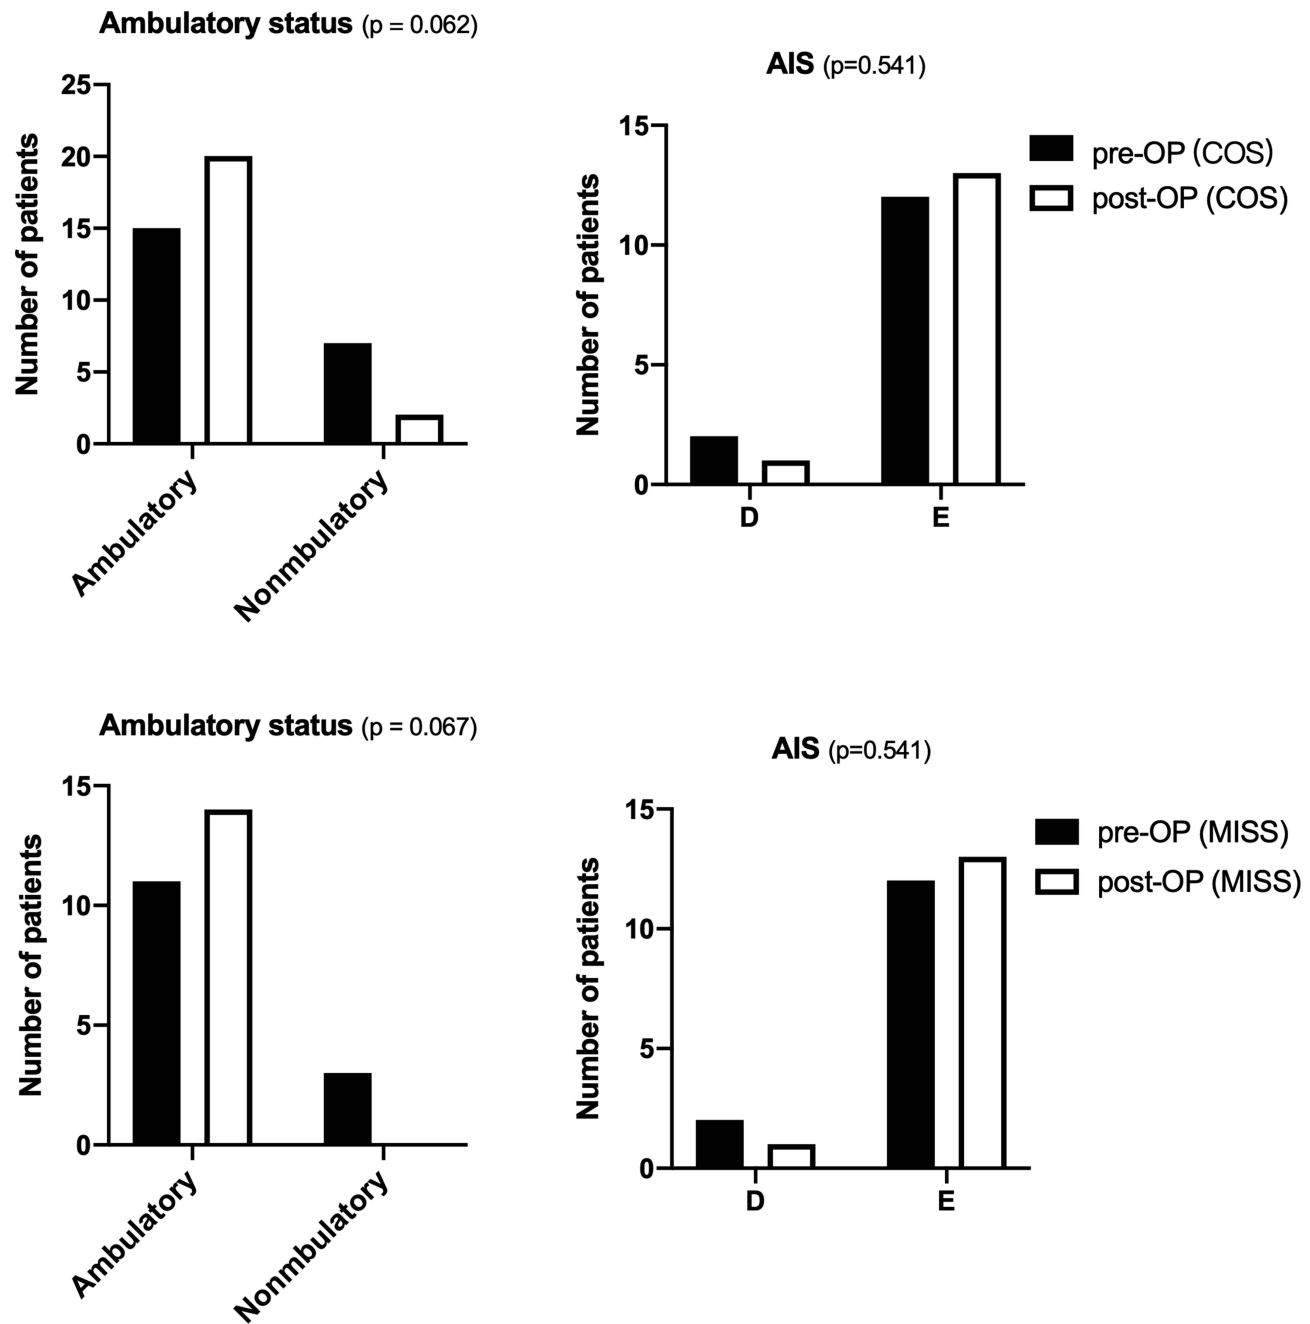 Ambulatory status (p = 0.062)
Number of patients
25
20
15
10
5
0
Ambulatory
Nonmbulatory
AIS (p=0.541)
Number of patients
15
10
5
0
D
E
pre-OP (COS)
post-OP (COS)
Ambulatory status (p = 0.067)
Number of patients
15
10
5
0
Ambulatory
Nonmbulatory
AIS (p=0.541)
Number of patients
15
10
5
0
D
E
pre-OP (MISS)
post-OP (MISS)